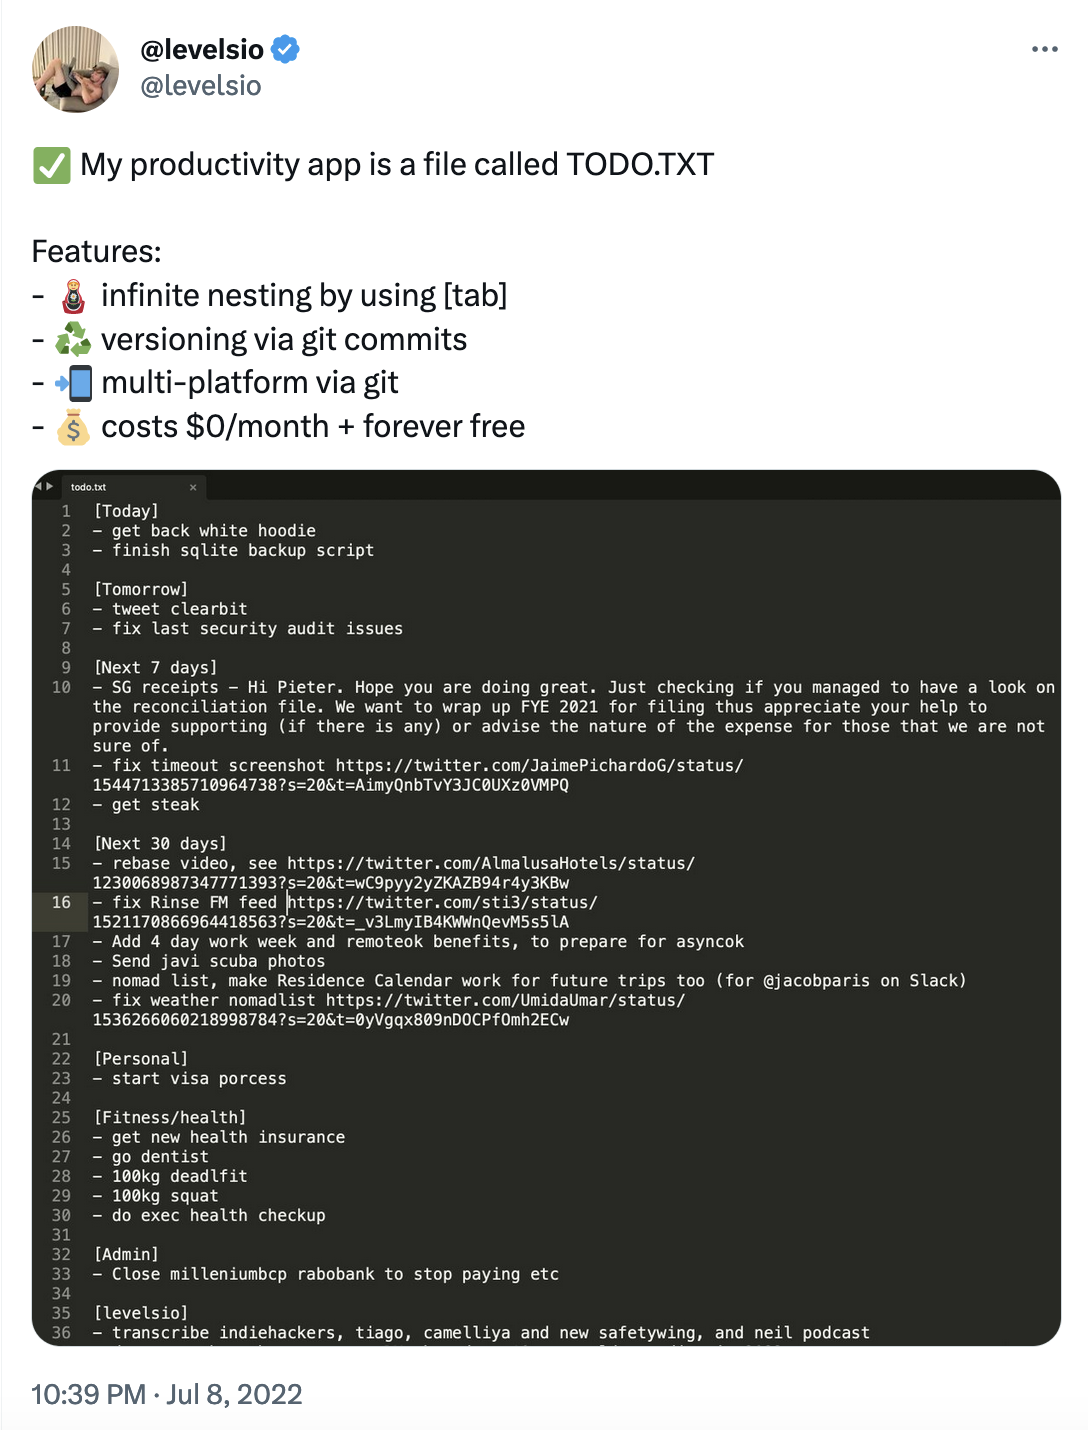 @levelsio
@levelsio
✅ My productivity app is a file called TODO.TXT
Features:
- 🪆 infinite nesting by using [tab]
- ♻️ versioning via git commits
- 📲 multi-platform via git
- 💰 costs $0/month + forever free
todo.txt
1 [Today]
2 - get back white hoodie
3 - finish sqlite backup script
4
5 [Tomorrow]
6 - tweet clearbit
7 - fix last security audit issues
8
9 [Next 7 days]
10 - SG receipts - Hi Pieter. Hope you are doing great. Just checking if you managed to have a look on
the reconciliation file. We want to wrap up FYE 2021 for filing thus appreciate your help to
provide supporting (if there is any) or advise the nature of the expense for those that we are not
sure of.
11 - fix timeout screenshot https://twitter.com/JaimePichardoG/status/
1544713385710964738?s=20&t=AimyQnbTvY3JC0UXz0VMPQ
12 - get steak
13
14 [Next 30 days]
15 - rebase video, see https://twitter.com/AlmalusaHotels/status/
1230068987347771393?s=20&t=wC9pyy2yZKAZB94r4y3KBw
16 - fix Rinse FM feed https://twitter.com/sti3/status/
1521170866964418563?s=20&t=_v3LmyIB4KWWnQevM5s5lA
17 - Add 4 day work week and remoteok benefits, to prepare for asyncok
18 - Send javi scuba photos
19 - nomad list, make Residence Calendar work for future trips too (for @jacobparis on Slack)
20 - fix weather nomadlist https://twitter.com/UmidaUmar/status/
1536266060218998784?s=20&t=0yVgqx809nDOCPfOmh2ECw
21
22 [Personal]
23 - start visa porcess
24
25 [Fitness/health]
26 - get new health insurance
27 - go dentist
28 - 100kg deadlfit
29 - 100kg squat
30 - do exec health checkup
31
32 [Admin]
33 - Close milleniumbcp rabobank to stop paying etc
34
35 [levelsio]
36 - transcribe indiehackers, tiago, camelliya and new safetywing, and neil podcast
10:39 PM · Jul 8, 2022